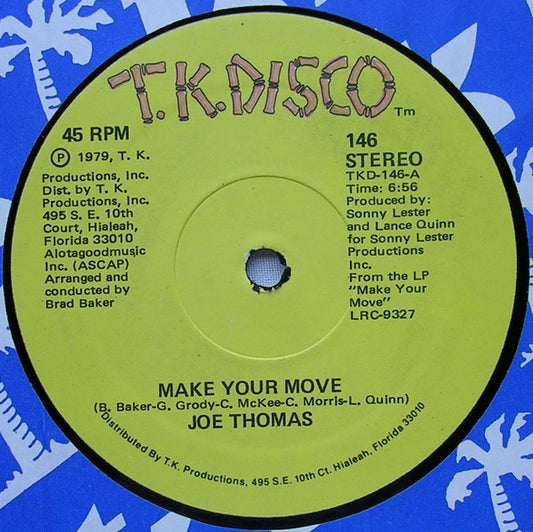 T.K.DISCO™
45 RPM
Ⓟ 1979, T. K.
Productions, Inc.
Dist. by T. K.
Productions, Inc.
495 S. E. 10th
Court, Hialeah,
Florida 33010
Alotagoodmusic
Inc. (ASCAP)
Arranged and
conducted by
Brad Baker
146
STEREO
TKD-146-A
Time: 6:56
Produced by:
Sonny Lester
and Lance Quinn
for Sonny Lester
Productions
Inc.
From the LP
"Make Your
Move"
LRC-9327
MAKE YOUR MOVE
(B. Baker-G. Grody-C. McKee-C. Morris-L. Quinn)
JOE THOMAS
Distributed By T.K. Productions, 495 S.E. 10th Ct. Hialeah, Florida 33010